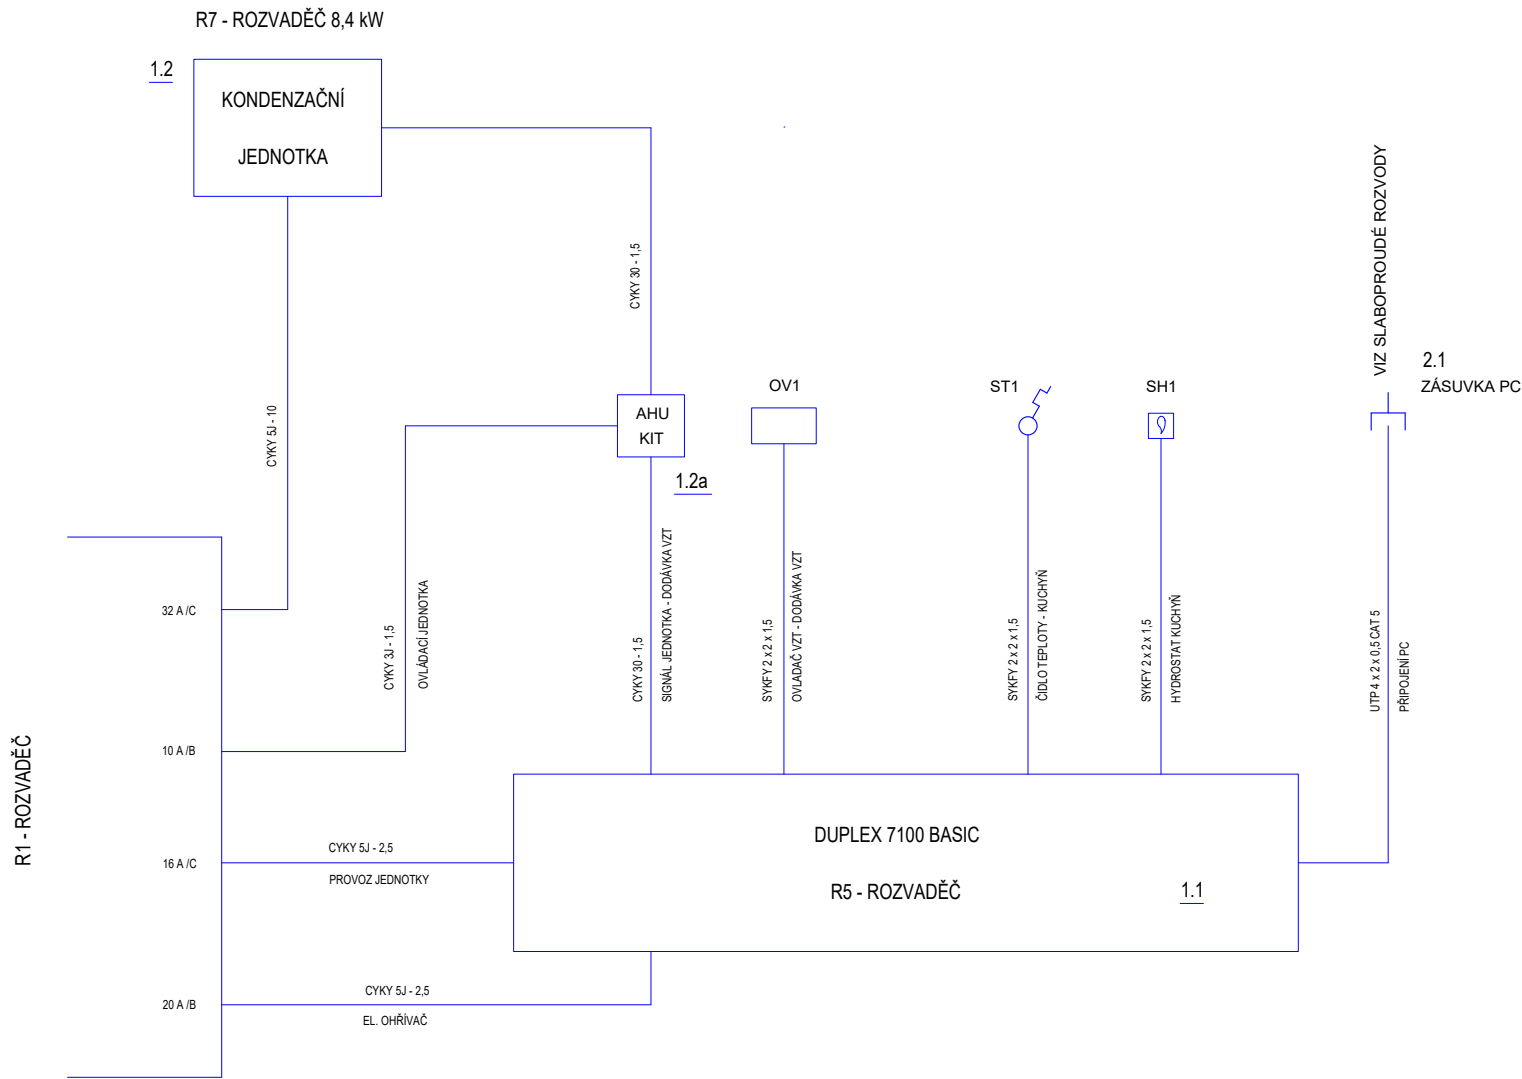 R7 - ROZVADĚČ 8,4 kW
1.2
KONDENZAČNÍ
JEDNOTKA
CYKY 30 - 1,5
CYKY 5J - 10
VIZ SLABOPROUDÉ ROZVODY
2.1
ZÁSUVKA PC
AHU
KIT
1.2a
OV1
ST1
SH1
R1 - ROZVADĚČ
32 A /C
10 A /B
16 A /C
20 A /B
CYKY 3J - 1,5
OVLÁDACÍ JEDNOTKA
CYKY 30 - 1,5
SIGNÁL JEDNOTKA - DODÁVKA VZT
SYKFY 2 x 2 x 1,5
OVLADAČ VZT - DODÁVKA VZT
SYKFY 2 x 2 x 1,5
ČIDLO TEPLOTY - KUCHYŇ
SYKFY 2 x 2 x 1,5
HYDROSTAT KUCHYŇ
UTP 4 x 2 x 0,5 CAT 5
PŘIPOJENÍ PC
CYKY 5J - 2,5
PROVOZ JEDNOTKY
DUPLEX 7100 BASIC
R5 - ROZVADĚČ
1.1
CYKY 5J - 2,5
EL. OHŘÍVAČ